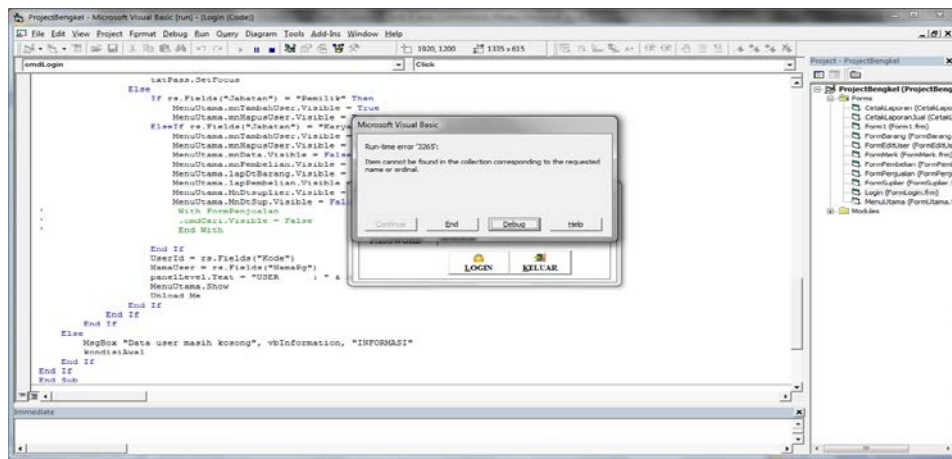 ProjectBengkel - Microsoft Visual Basic [run] - [Login (Code)]
File Edit View Project Format Debug Run Query Diagram Tools Add-Ins Window Help
1920, 1200 1335 x 615
cmdLogin Click
Project - ProjectBengkel
txtPass.SetFocus
Else
If rs.Fields("Jabatan") = "Pemilik" Then
MenuUtama.mnTambahUser.Visible = True
MenuUtama.mnHapusUser.Visible =
ElseIf rs.Fields("Jabatan") = "Karya
MenuUtama.mnTambahUser.Visible =
MenuUtama.mnHapusUser.Visible =
MenuUtama.mnData.Visible = False
MenuUtama.mnPembelian.Visible =
MenuUtama.lapDtBarang.Visible =
MenuUtama.lapPembelian.Visible =
MenuUtama.MnDtsuplier.Visible =
MenuUtama.MnDtSup.Visible = Fal
' With FormPenjualan
' .cmdCari.Visible = False
' End With
End If
UserId = rs.Fields("Kode")
NamaUser = rs.Fields("NamaPg")
panelLevel.Text = "USER : " &
MenuUtama.Show
Unload Me
End If
End If
End If
Else
MsgBox "Data user masih kosong", vbInformation, "INFORMASI"
kondisiAwal
End If
End If
End Sub
Microsoft Visual Basic
Run-time error '3265':
Item cannot be found in the collection corresponding to the requested
name or ordinal.
Continue End Debug Help
LOGIN KELUAR
ProjectBengkel (ProjectBeng
Forms
CetakLaporan (CetakLapo
CetakLaporanJual (Cetak
Form1 (Form1.frm)
FormBarang (FormBarang
FormEditUser (FormEditUs
FormMerk (FormMerk.frm)
FormPembelian (FormPem
FormPenjualan (FormPenj
FormSuplier (FormSuplier.
Login (FormLogin.frm)
MenuUtama (FormUtama.
Modules
Immediate